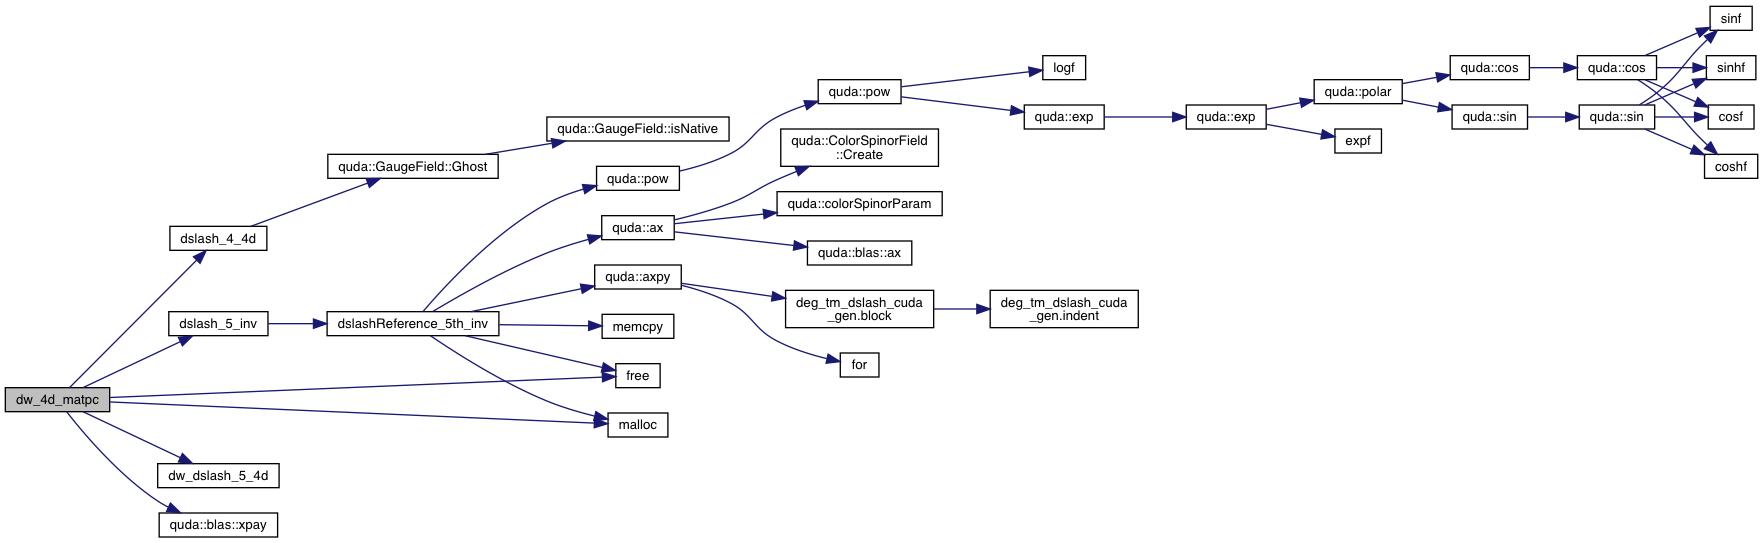 sinf
logf
quda::cos
quda::cos
sinhf
quda::pow
quda::polar
quda::exp
quda::exp
quda::sin
quda::sin
cosf
quda::GaugeField::isNative
expf
quda::ColorSpinorField
::Create
quda::GaugeField::Ghost
coshf
quda::pow
quda::colorSpinorParam
quda::ax
dslash_4_4d
quda::blas::ax
quda::axpy
deg_tm_dslash_cuda
_gen.block
deg_tm_dslash_cuda
_gen.indent
dslash_5_inv
dslashReference_5th_inv
memcpy
for
free
dw_4d_matpc
malloc
dw_dslash_5_4d
quda::blas::xpay